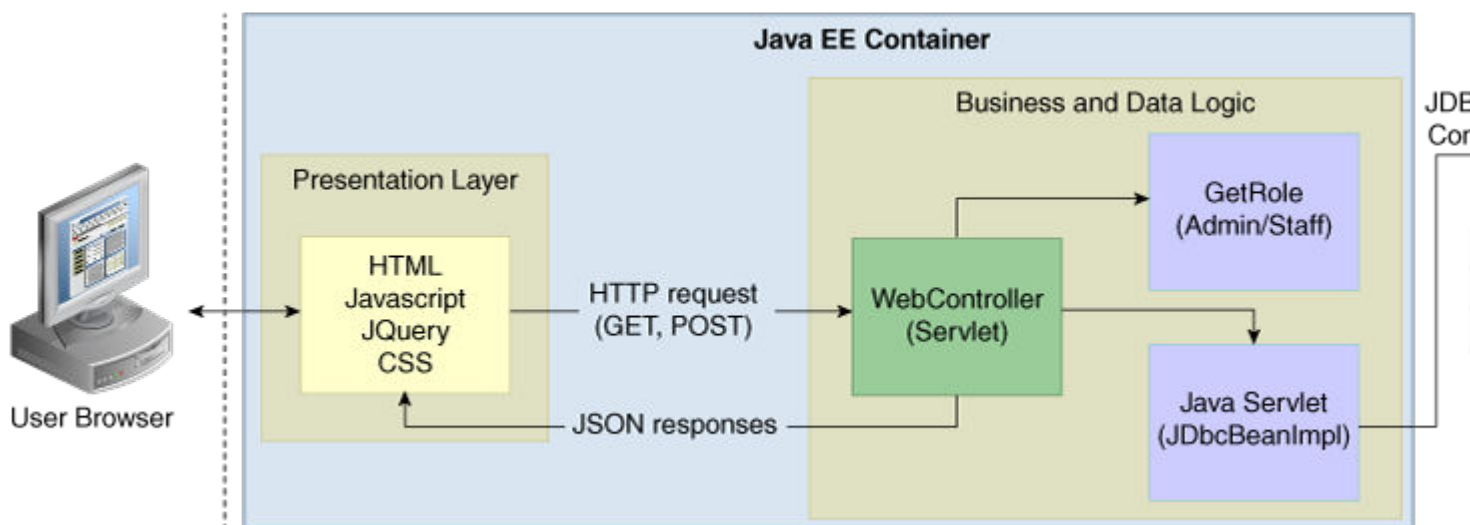 Java EE Container
Business and Data Logic
Presentation Layer
HTML
Javascript
JQuery
CSS
HTTP request
(GET, POST)
JSON responses
WebController
(Servlet)
GetRole
(Admin/Staff)
Java Servlet
(JDbcBeanImpl)
User Browser